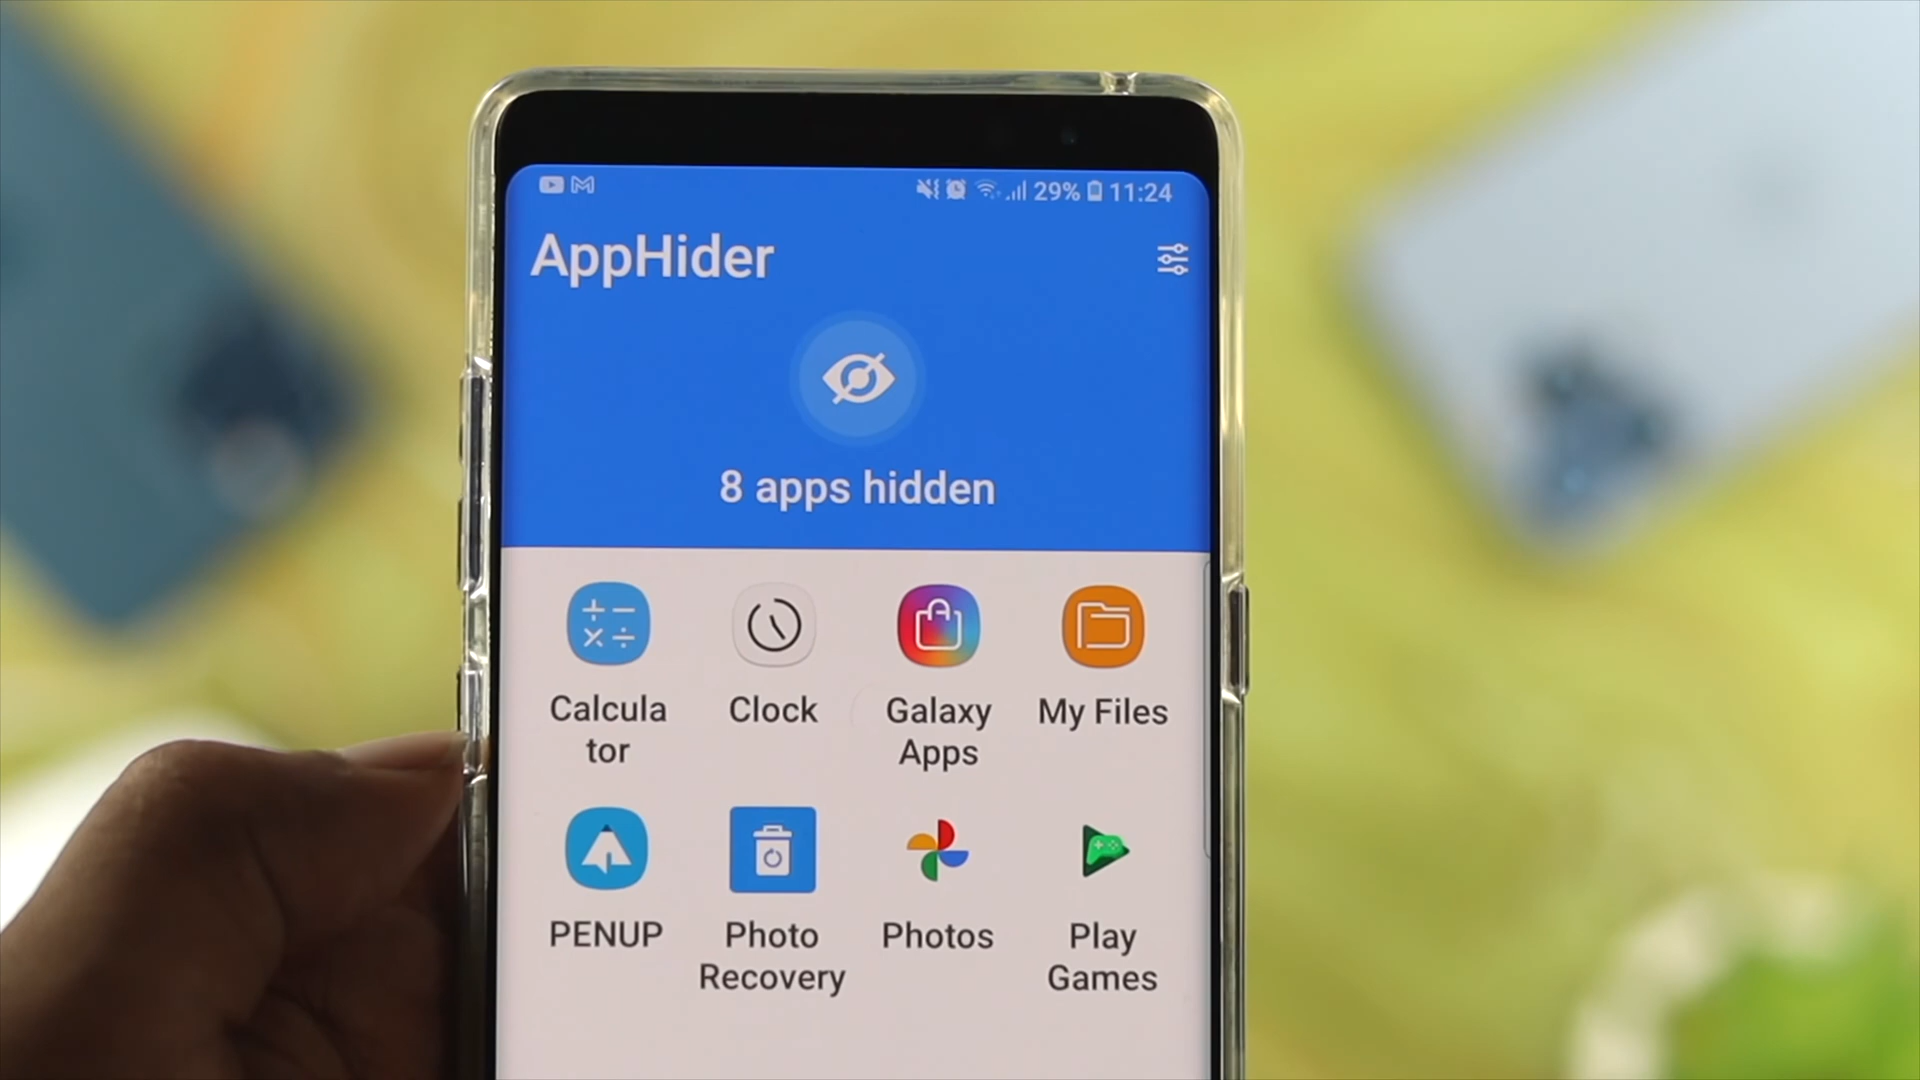 29% 11:24
AppHider
8 apps hidden
Calcula
tor
Clock
Galaxy
Apps
My Files
PENUP
Photo
Recovery
Photos
Play
Games